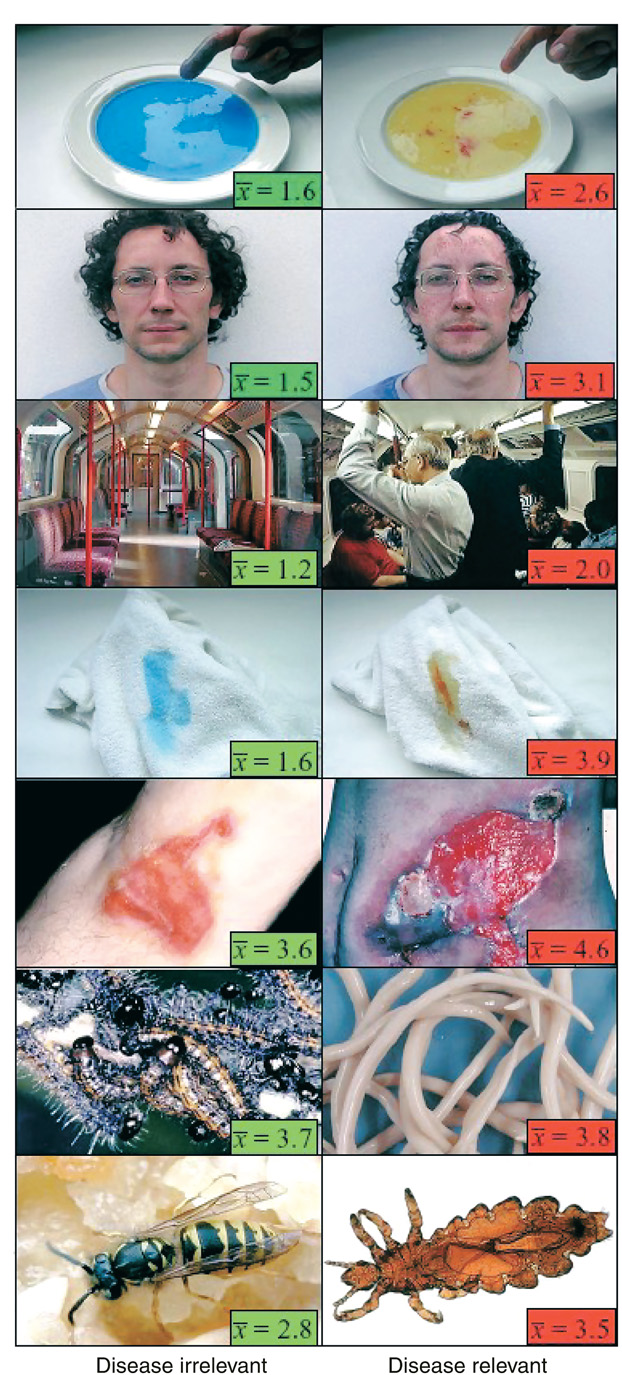 x̅ = 1.6
x̅ = 2.6
x̅ = 1.5
x̅ = 3.1
x̅ = 1.2
x̅ = 2.0
x̅ = 1.6
x̅ = 3.9
x̅ = 3.6
x̅ = 4.6
x̅ = 3.7
x̅ = 3.8
x̅ = 2.8
x̅ = 3.5
Disease irrelevant
Disease relevant